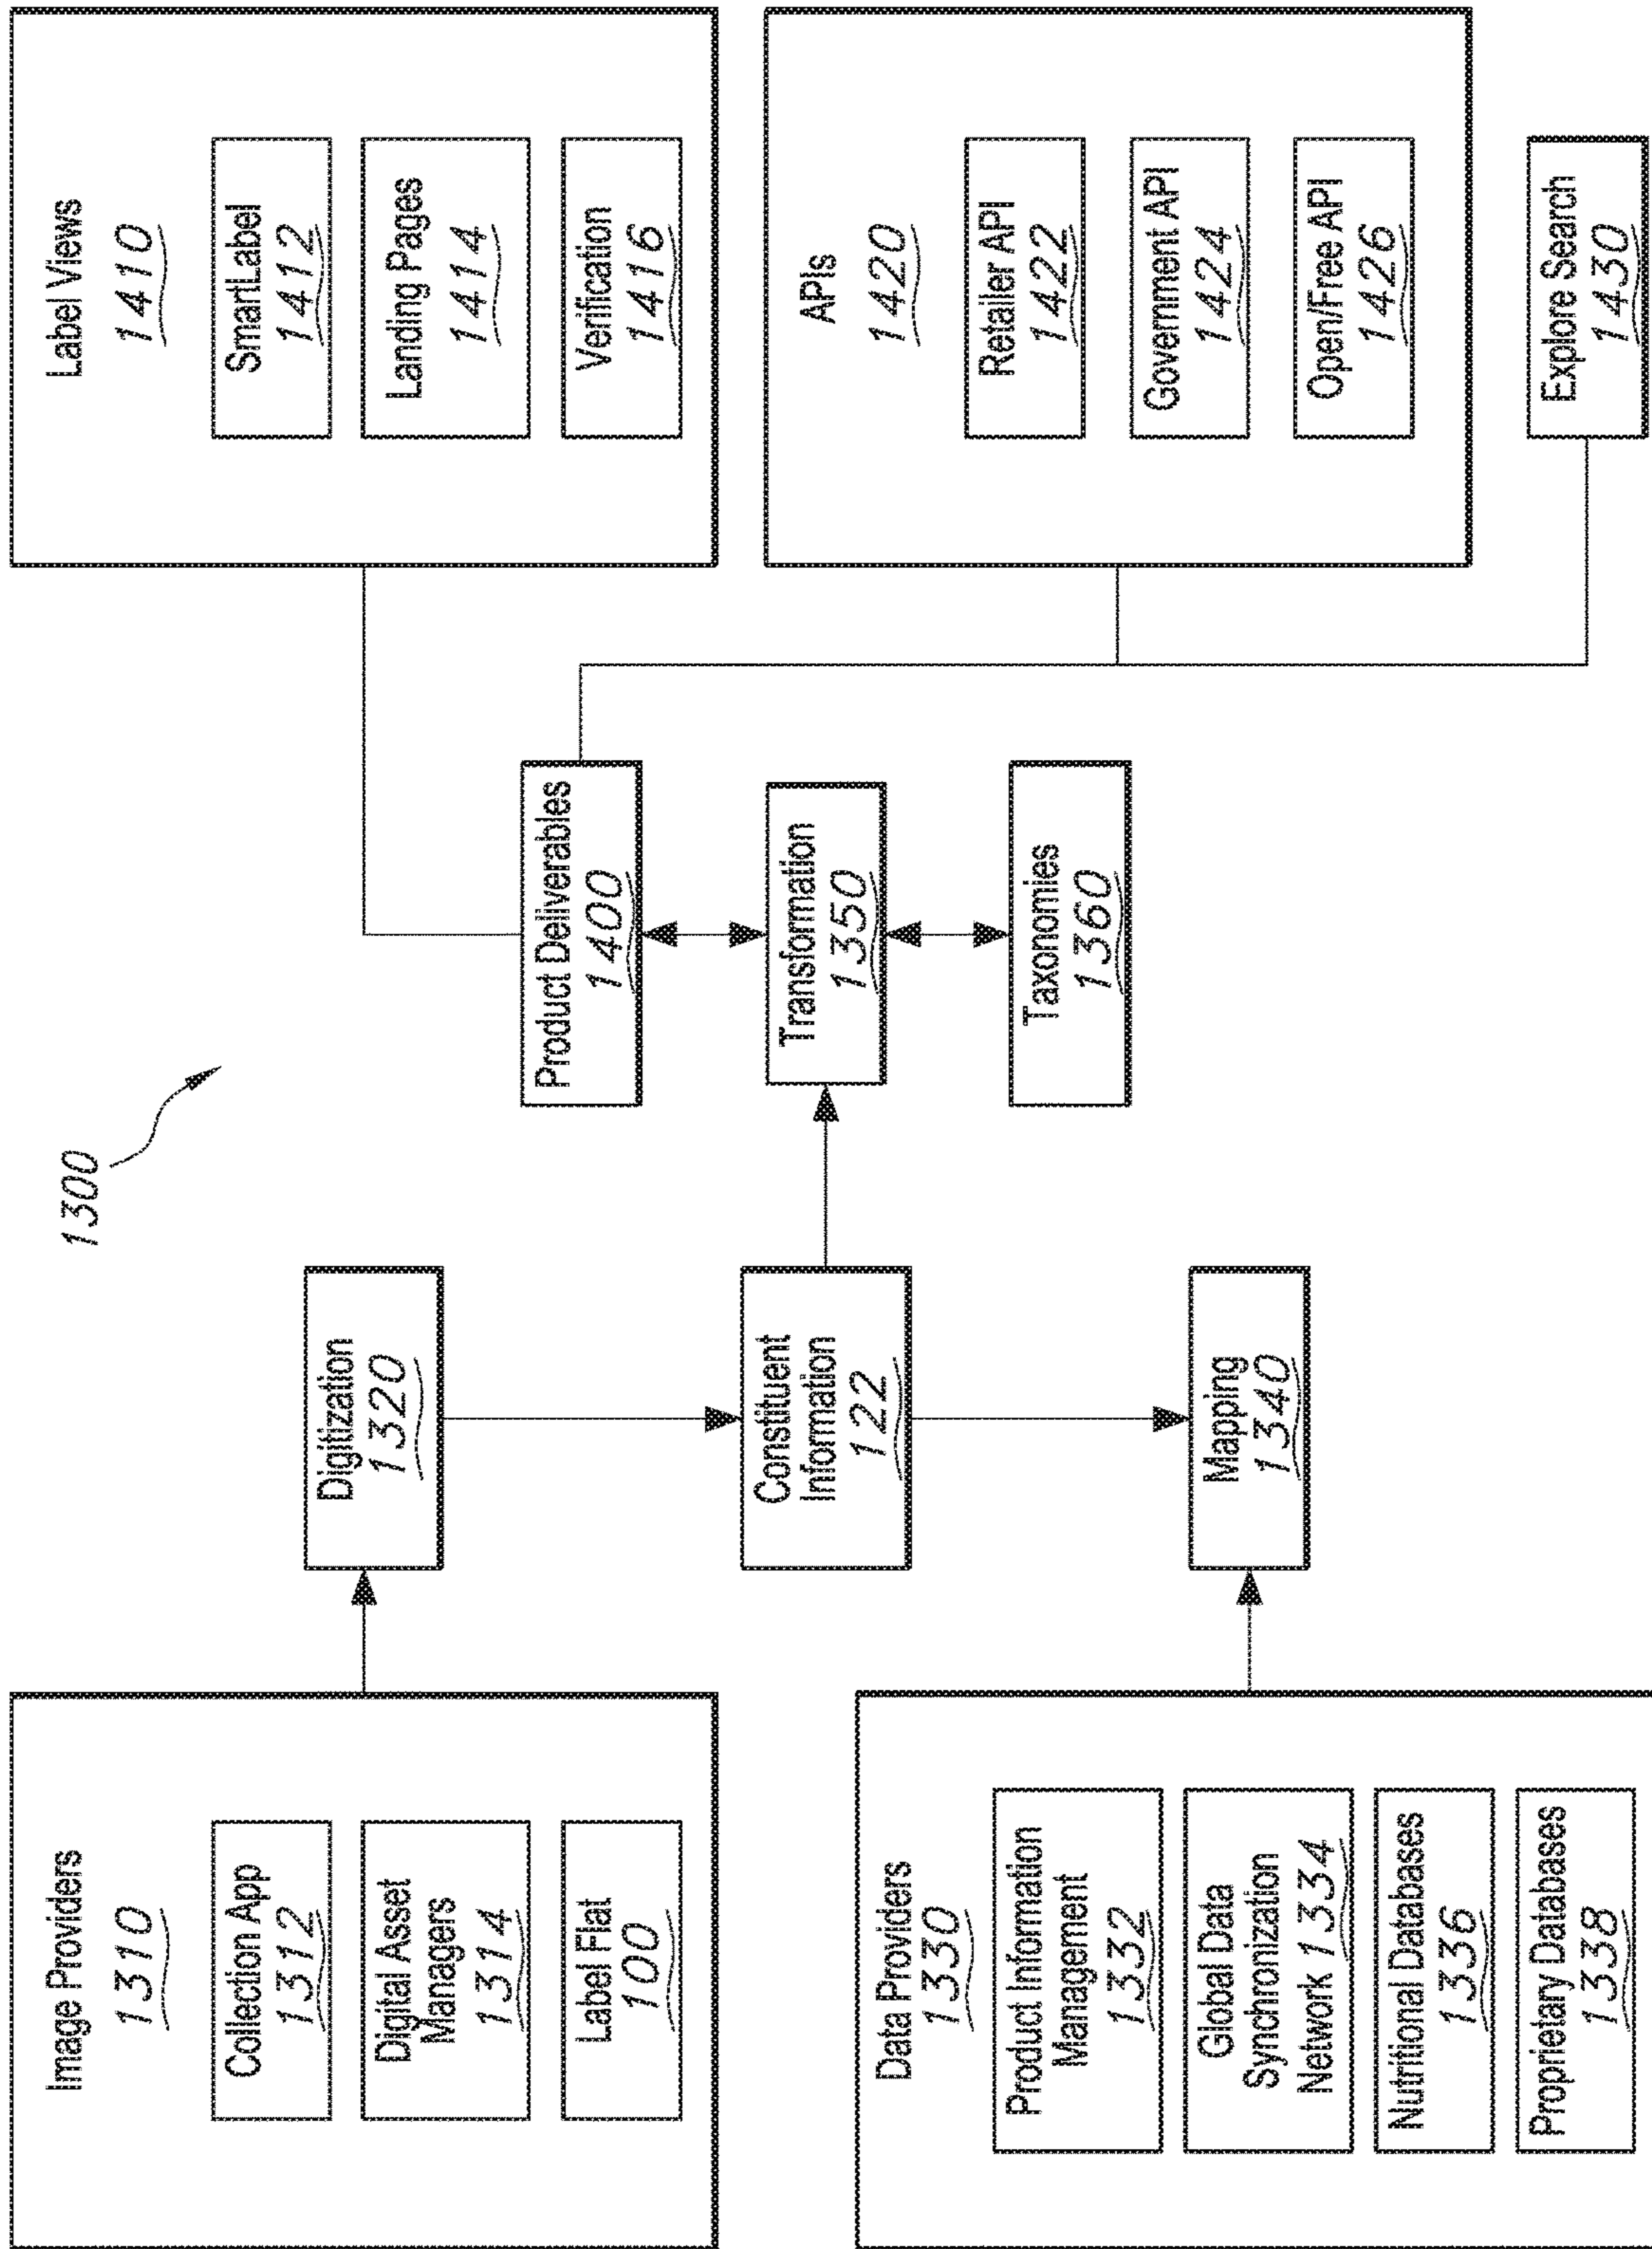 1300
Image Providers
1310
Collection App
1312
Digital Asset
Managers
1314
Label Flat
100
Data Providers
1330
Product Information
Management
1332
Global Data
Synchronization
Network 1334
Nutritional Databases
1336
Proprietary Databases
1338
Digitization
1320
Constituent
Information
122
Mapping
1340
Product Deliverables
1400
Transformation
1350
Taxonomies
1360
Label Views
1410
SmartLabel
1412
Landing Pages
1414
Verification
1416
APIs
1420
Retailer API
1422
Government API
1424
Open/Free API
1426
Explore Search
1430